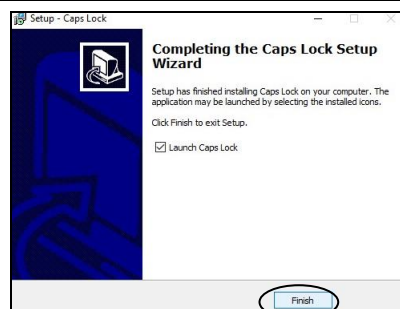 Setup - Caps Lock
Completing the Caps Lock Setup
Wizard
Setup has finished installing Caps Lock on your computer. The
application may be launched by selecting the installed icons.
Click Finish to exit Setup.
Launch Caps Lock
Finish